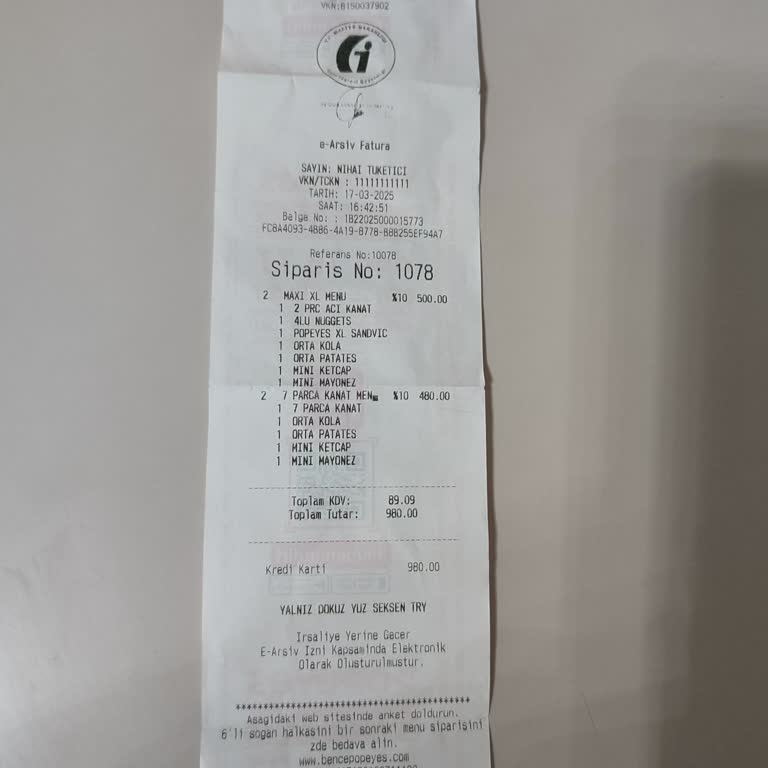 VKN:6150037902
e-Arsiv Fatura
SAYIN: NIHAI TUKETICI
VKN/TCKN : 11111111111
TARIH: 17-03-2025
SAAT: 16:42:51
Balge No: : 1B22025000015773
FC8A4093-4886-4A19-8778-B8B255EF94A7
Referans No:10078
Siparis No: 1078
2 MAXI XL MENU %10 500.00
1 2 PRC ACI KANAT
1 4LU NUGGETS
1 POPEYES XL SANDVIC
1 ORTA KOLA
1 ORTA PATATES
1 MINI KETCAP
1 MINI MAYONEZ
2 7 PARCA KANAT MEN %10 480.00
1 7 PARCA KANAT
1 ORTA KOLA
1 ORTA PATATES
1 MINI KETCAP
1 MINI MAYONEZ
Toplam KDV: 89.09
Toplam Tutar: 980.00
Kredi Karti 980.00
YALNIZ DOKUZ YUZ SEKSEN TRY
Irsaliye Yerine Gecer
E-Arsiv Izni Kapsaminda Elektronik
Olarak Olusturulmustur.
******************************************
Asagidaki web sitesinde anket doldurun.
6'li sogan halkasini bir sonraki menu siparisini
zde bedava alin.
www.bencepopeyes.com